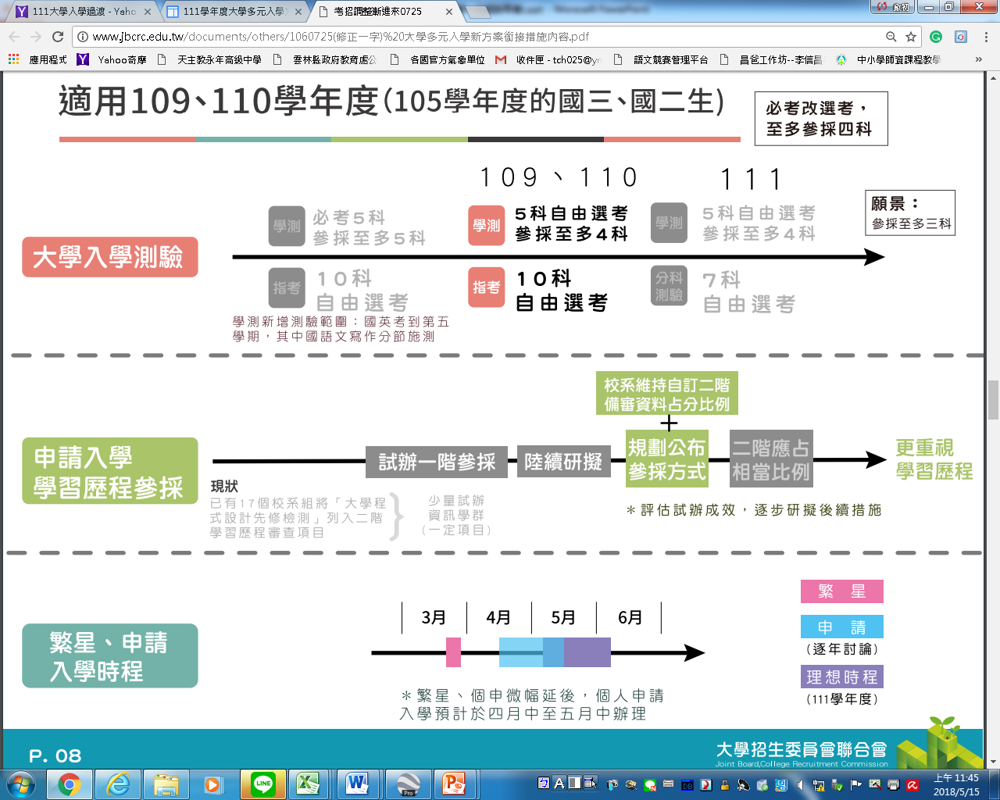 111大學入學過渡 - Yaho
111學年度大學多元入學
考招調整漸進來0725
啟初
www.jbcrc.edu.tw/documents/others/1060725(修正一字)%20大學多元入學新方案銜接措施內容.pdf
應用程式
Yahoo奇摩
天主教永年高級中學
雲林縣政府教育處
各國官方氣象單位
收件匣 - tch025@yn
語文競賽管理平台
昌爸工作坊--李信昌
中小學師資課程教學
適用109、110學年度(105學年度的國三、國二生)
必考改選考，
至多參採四科
109、110
111
願景：
參採至多三科
大學入學測驗
學測
必考5科
參採至多5科
學測
5科自由選考
參採至多4科
學測
5科自由選考
參採至多4科
指考
10科
自由選考
指考
10科
自由選考
分科
測驗
7科
自由選考
學測新增測驗範圍：國英考到第五
學期，其中國語文寫作分節施測
校系維持自訂二階
備審資料占分比例
+
申請入學
學習歷程參採
試辦一階參採
陸續研擬
規劃公布
參採方式
二階應占
相當比例
更重視
學習歷程
現狀
已有17個校系組將「大學程
式設計先修檢測」列入二階
學習歷程審查項目
少量試辦
資訊學群
(一定項目)
＊評估試辦成效，逐步研擬後續措施
繁星、申請
入學時程
3月
4月
5月
6月
＊繁星、個申微幅延後，個人申請
入學預計於四月中至五月中辦理
繁 星
申 請
(逐年討論)
理想時程
(111學年度)
P. 08
大學招生委員會聯合會
Joint Board,College Recruitment Commission
LINE
Pro
上午 11:45
2018/5/15